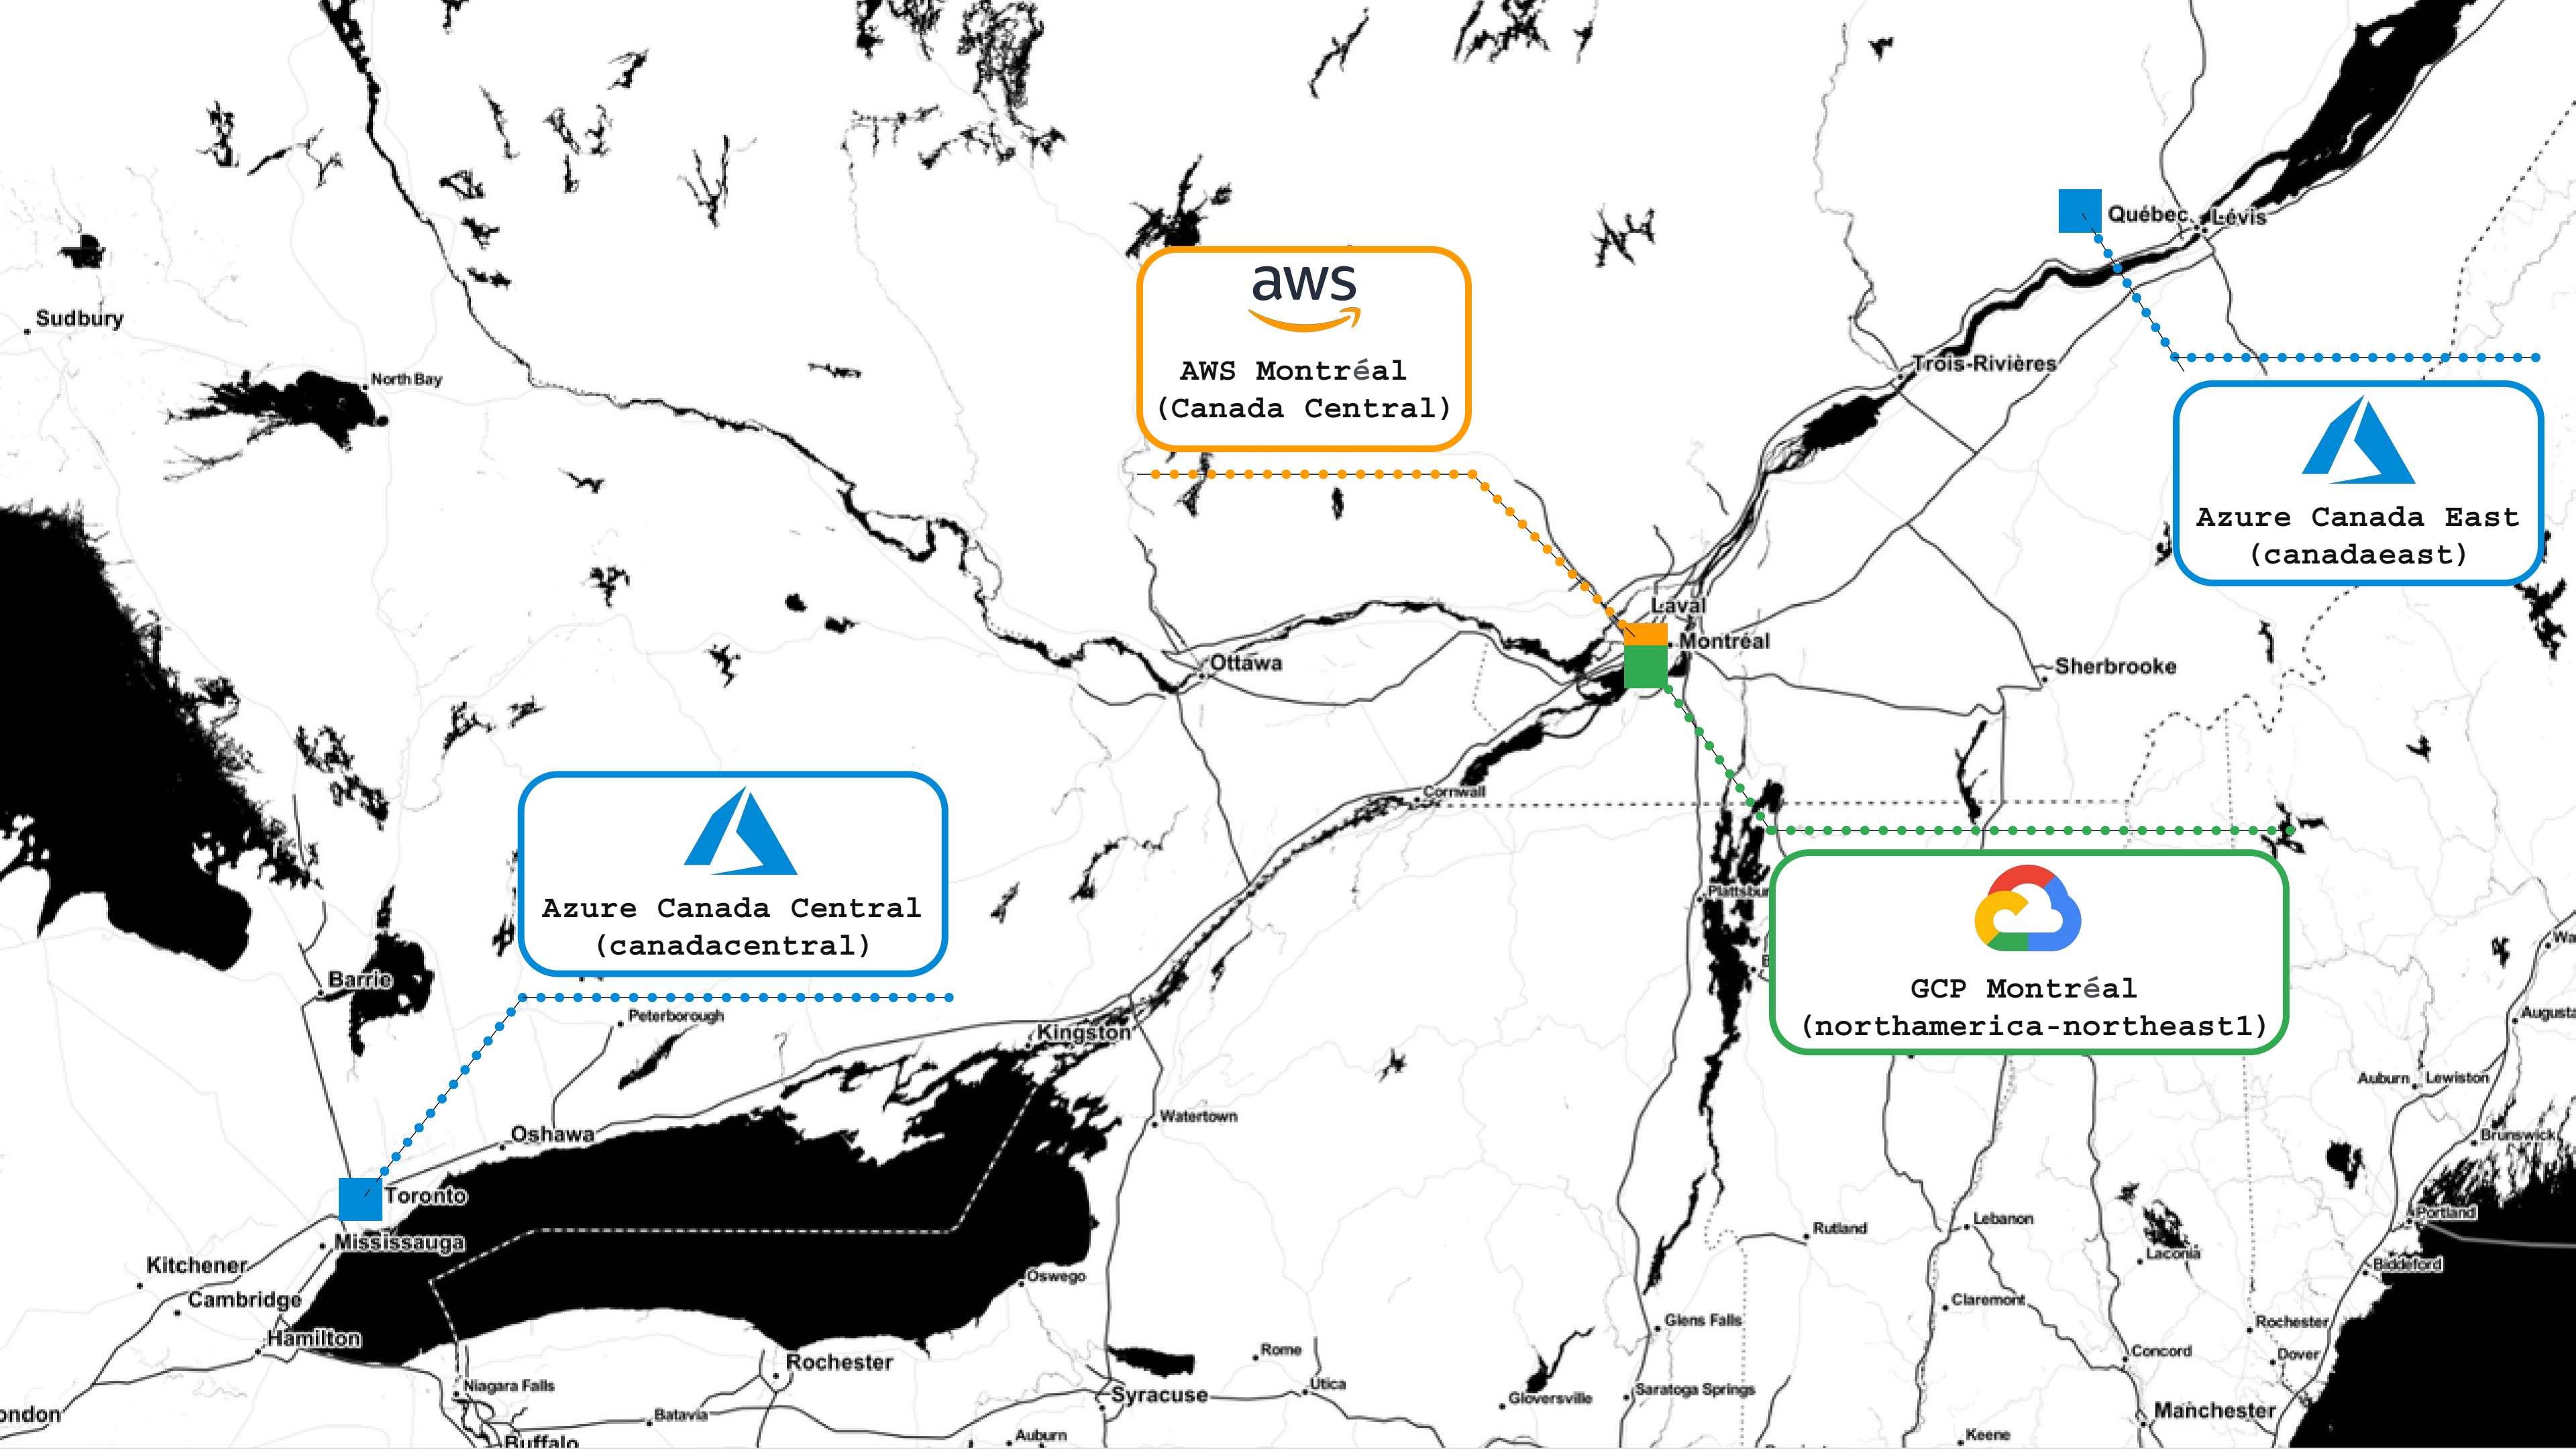 Québec
Lévis
aws
AWS Montréal
(Canada Central)
Sudbury
Trois-Rivières
North Bay
Azure Canada East
(canadaeast)
Laval
Montréal
Ottawa
Sherbrooke
Cornwall
Azure Canada Central
(canadacentral)
Plattsbur
GCP Montréal
(northamerica-northeast1)
Wa
Barrie
Peterborough
Kingston
Augusta
Auburn
Lewiston
Watertown
Oshawa
Brunswick
Toronto
Mississauga
Portland
Rutland
Lebanon
Laconia
Biddeford
Kitchener
Cambridge
Oswego
Claremont
Hamilton
Glens Falls
Rochester
Rochester
Rome
Concord
Dover
Niagara Falls
Utica
Saratoga Springs
Gloversville
Syracuse
ondon
Batavia
Manchester
Auburn
Keene
Buffalo